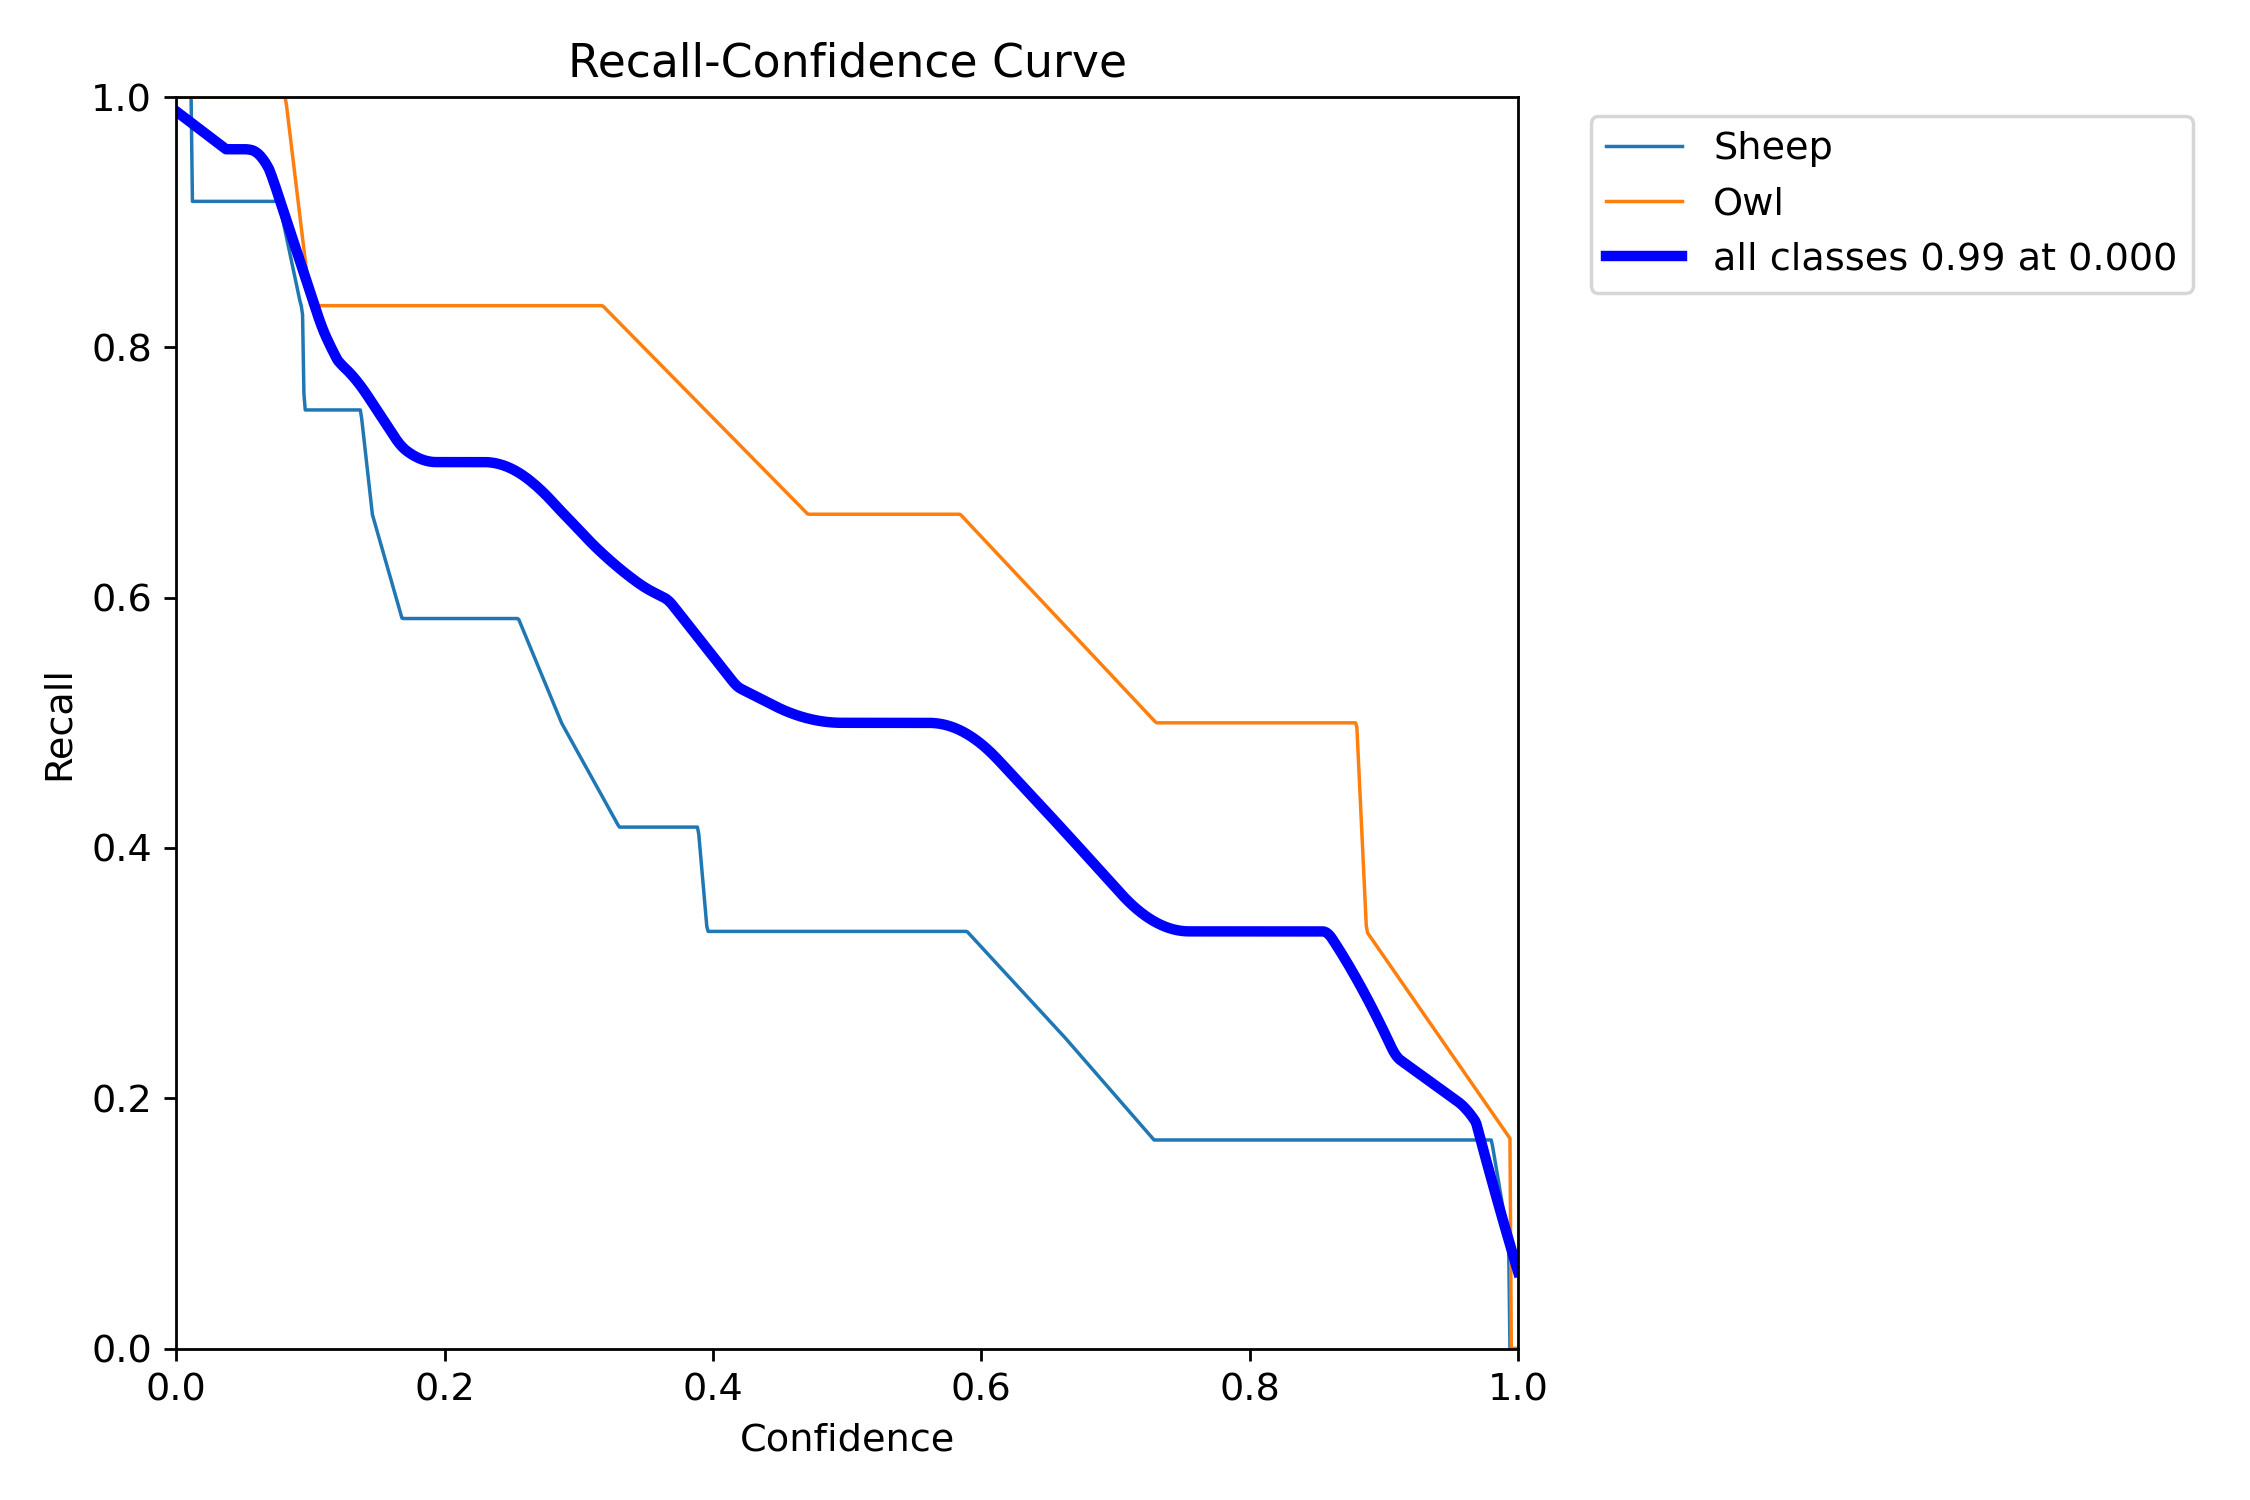 Recall-Confidence Curve
1.0
0.8
0.6
0.4
0.2
0.0
Recall
0.0 0.2 0.4 0.6 0.8 1.0
Confidence
Sheep
Owl
all classes 0.99 at 0.000